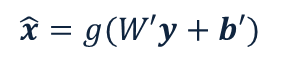 x̂ = g(W′y + b′)